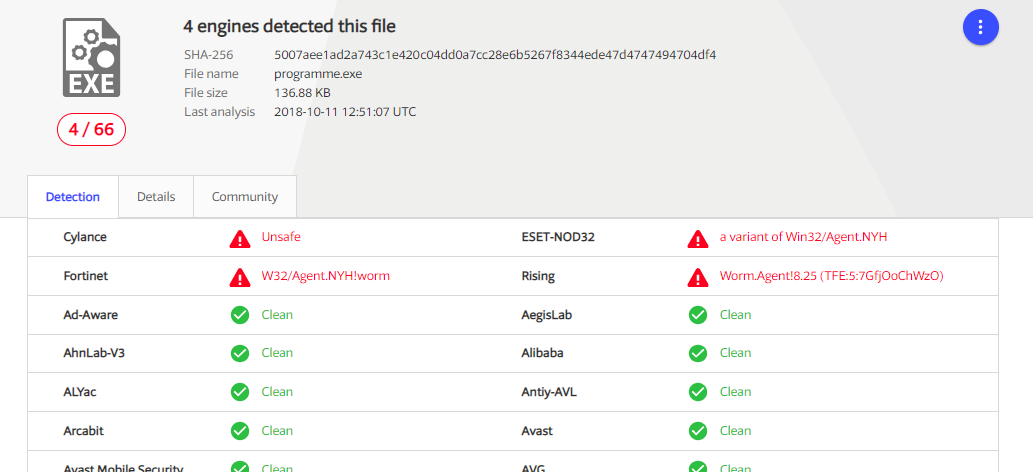 4 engines detected this file
SHA-256 5007aee1ad2a743c1e420c04dd0a7cc28e6b5267f8344ede47d4747494704df4
File name programme.exe
File size 136.88 KB
Last analysis 2018-10-11 12:51:07 UTC
EXE
4 / 66
Detection Details Community
Cylance Unsafe ESET-NOD32 a variant of Win32/Agent.NYH
Fortinet W32/Agent.NYH!worm Rising Worm.Agent!8.25 (TFE:5:7GfjOoChWzO)
Ad-Aware Clean AegisLab Clean
AhnLab-V3 Clean Alibaba Clean
ALYac Clean Antiy-AVL Clean
Arcabit Clean Avast Clean
Avast Mobile Security Clean AVG Clean